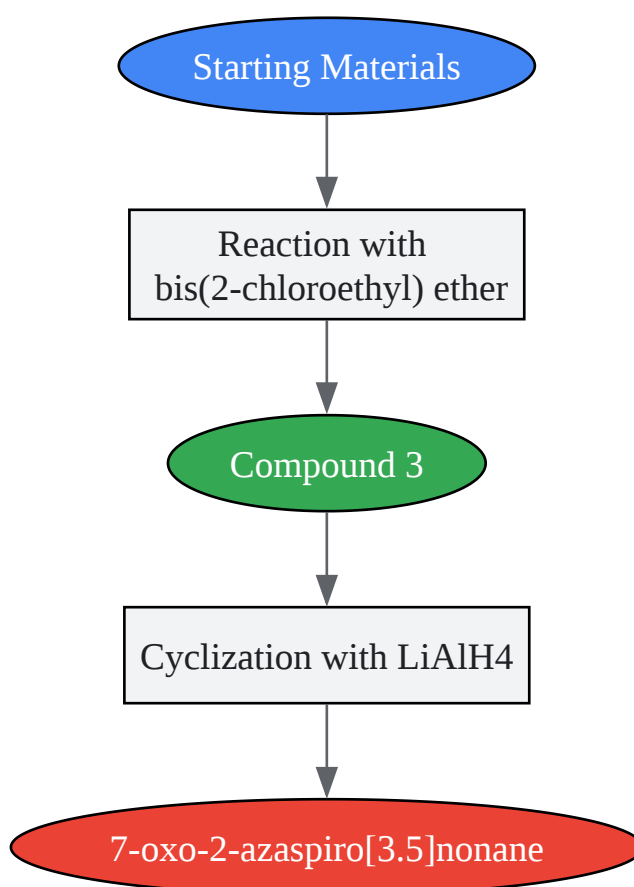 Starting Materials
Reaction with
bis(2-chloroethyl) ether
Compound 3
Cyclization with LiAlH4
7-oxo-2-azaspiro[3.5]nonane